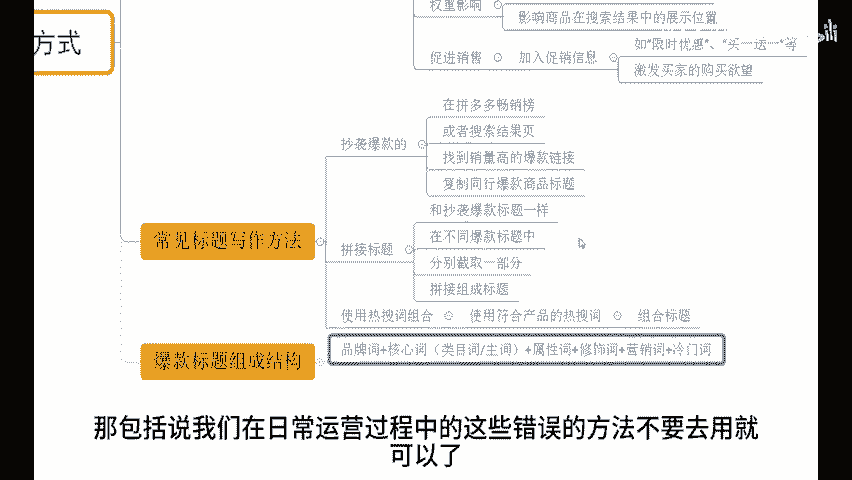 方式
权重影响
影响商品在搜索结果中的展示位置
促进销售
加入促销信息
如“限时优惠”、“买一送一”等
激发买家的购买欲望
常见标题写作方法
抄袭爆款的
在拼多多畅销榜
或者搜索结果页
找到销量高的爆款链接
复制同行爆款商品标题
拼接标题
和抄袭爆款标题一样
在不同爆款标题中
分别截取一部分
拼接组成标题
使用热搜词组合
使用符合产品的热搜词
组合标题
爆款标题组成结构
品牌词+核心词（类目词/主词）+属性词+修饰词+营销词+冷门词
那包括说我们在日常运营过程中的这些错误的方法不要去用就
可以了